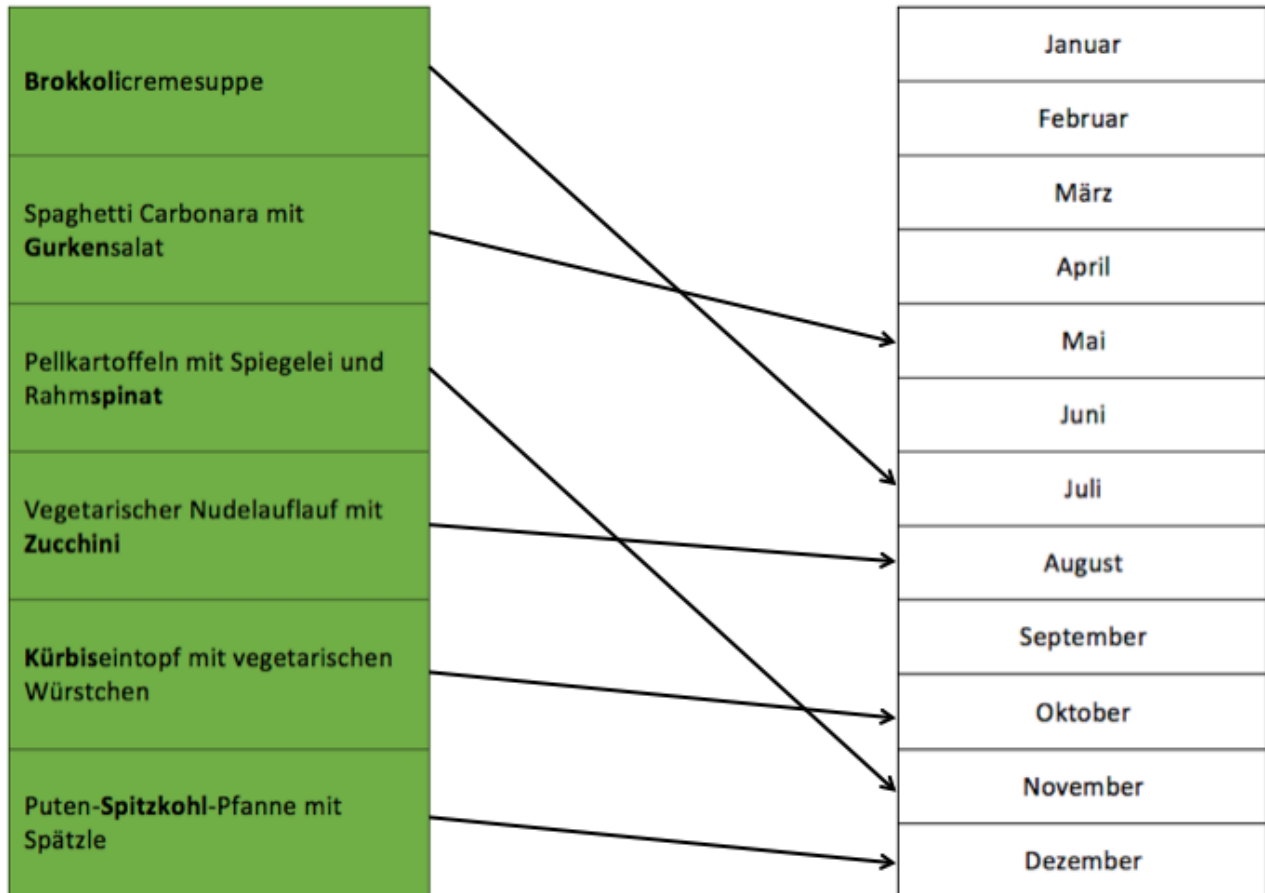 Brokkolicremesuppe
Spaghetti Carbonara mit
Gurkensalat
Pellkartoffeln mit Spiegelei und
Rahmspinat
Vegetarischer Nudelauflauf mit
Zucchini
Kürbiseintopf mit vegetarischen
Würstchen
Puten-Spitzkohl-Pfanne mit
Spätzle
Januar
Februar
März
April
Mai
Juni
Juli
August
September
Oktober
November
Dezember